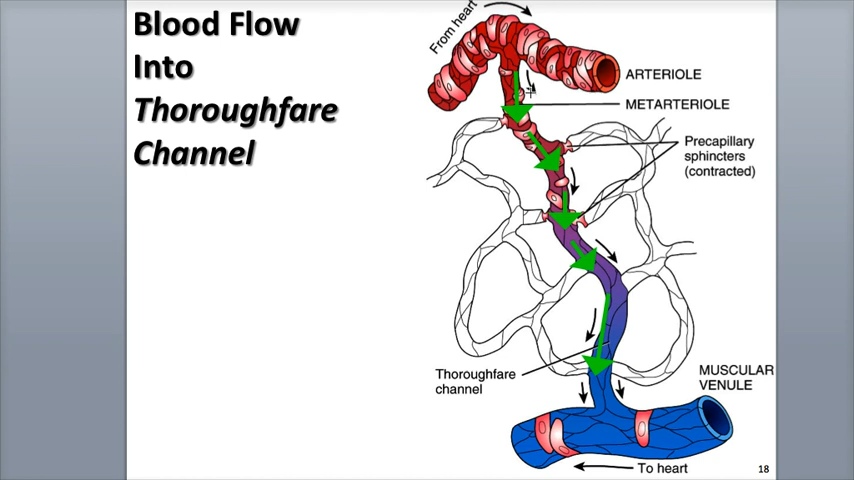 Blood Flow
Into
Thoroughfare
Channel
From heart
ARTERIOLE
METARTERIOLE
Precapillary
sphincters
(contracted)
Thoroughfare
channel
MUSCULAR
VENULE
To heart
18